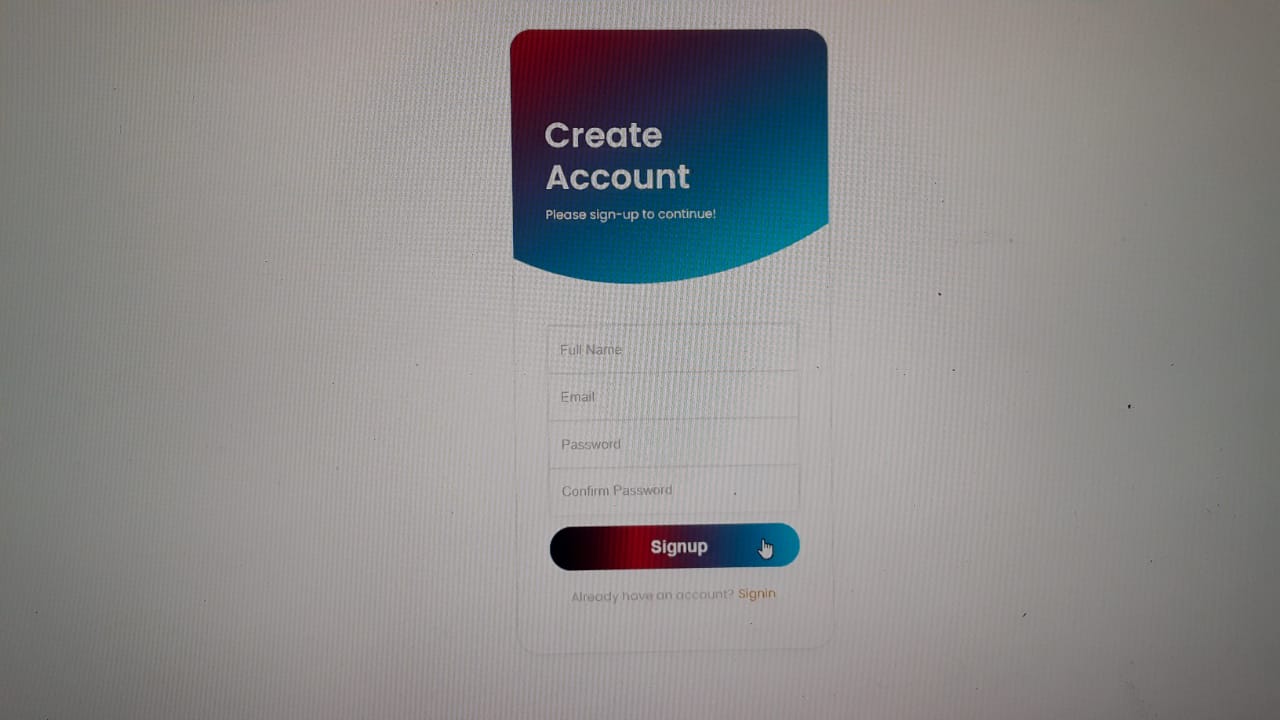 Create
Account
Please sign-up to continue!
Full Name
Email
Password
Confirm Password
Signup
Already have an account? Signin